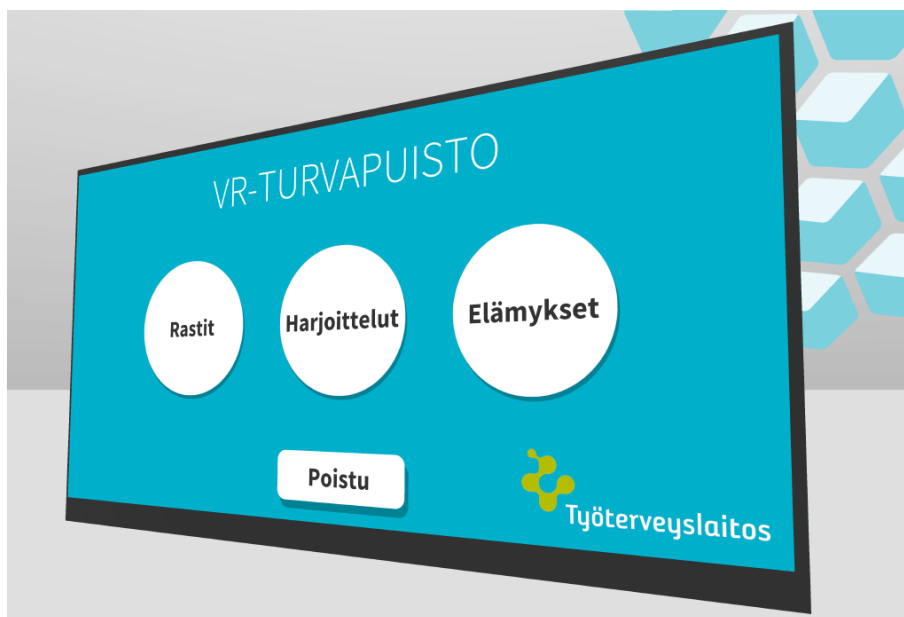 VR-TURVAPUISTO
Rastit
Harjoittelut
Elämykset
Poistu
Työterveyslaitos